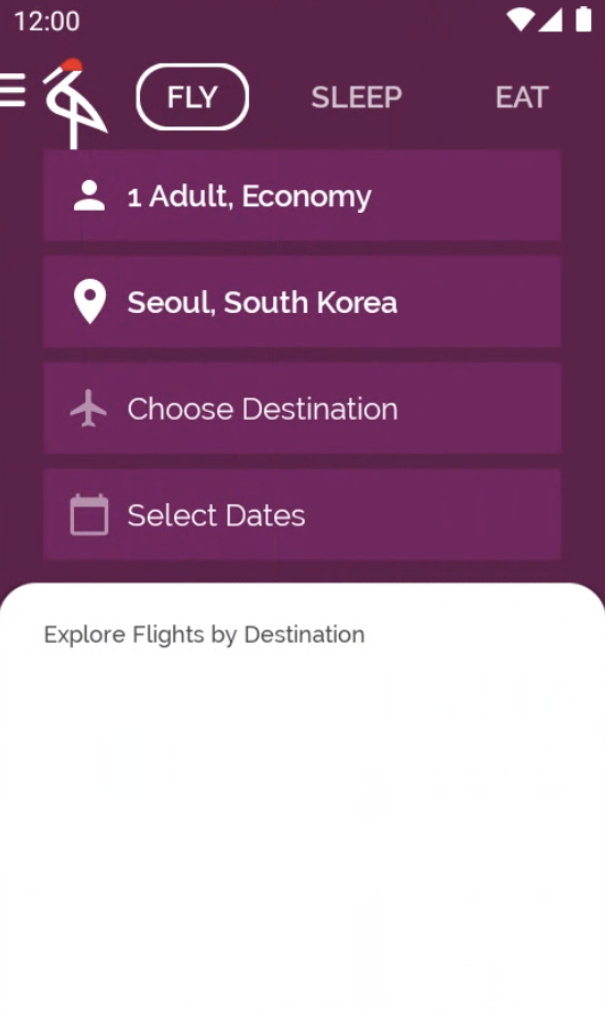 12:00
FLY SLEEP EAT
1 Adult, Economy
Seoul, South Korea
Choose Destination
Select Dates
Explore Flights by Destination